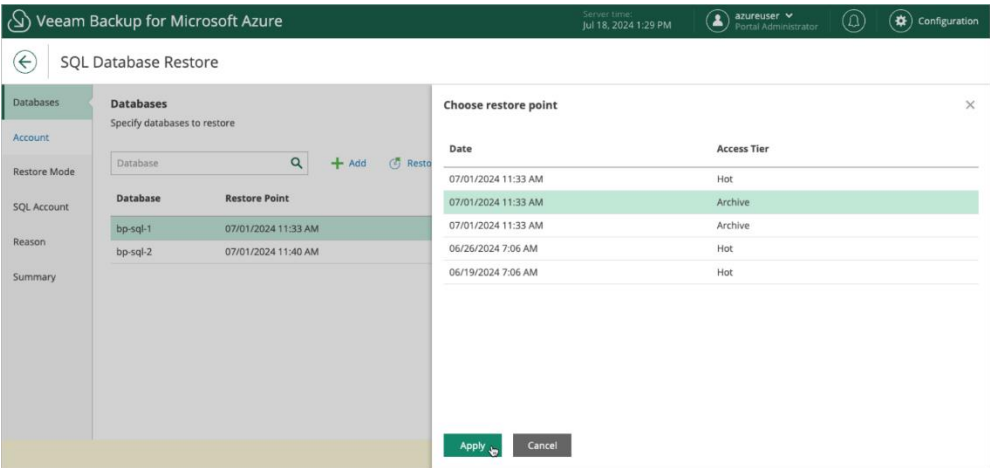 Veeam Backup for Microsoft Azure
Server time:
Jul 18, 2024 1:29 PM
azureuser
Portal Administrator
Configuration
SQL Database Restore
Databases
Account
Restore Mode
SQL Account
Reason
Summary
Databases
Specify databases to restore
Database
Add
Resto
Database Restore Point
bp-sql-1 07/01/2024 11:33 AM
bp-sql-2 07/01/2024 11:40 AM
Choose restore point
Date Access Tier
07/01/2024 11:33 AM Hot
07/01/2024 11:33 AM Archive
07/01/2024 11:33 AM Archive
06/26/2024 7:06 AM Hot
06/19/2024 7:06 AM Hot
Apply
Cancel